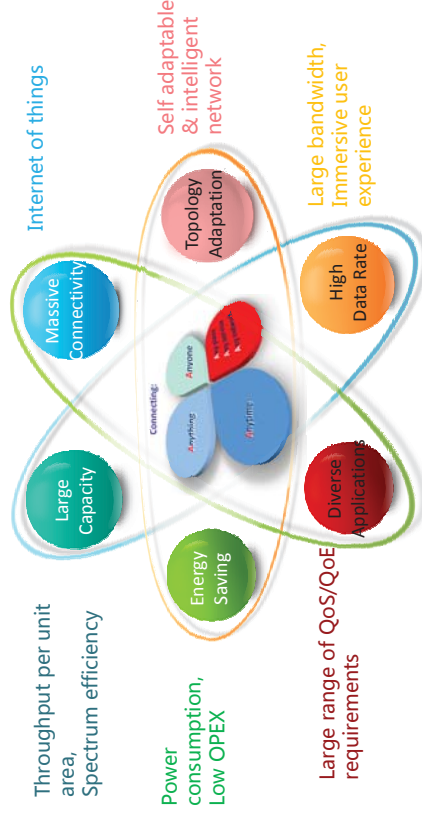 Throughput per unit
area,
Spectrum efficiency
Large
Capacity
Massive
Connectivity
Internet of things
Power
consumption,
Low OPEX
Energy
Saving
Connecting:
Anything
Anyone
Anytime
Topology
Adaptation
Self adaptable
& intelligent
network
Large range of QoS/QoE
requirements
Diverse
Applications
High
Data Rate
Large bandwidth,
Immersive user
experience